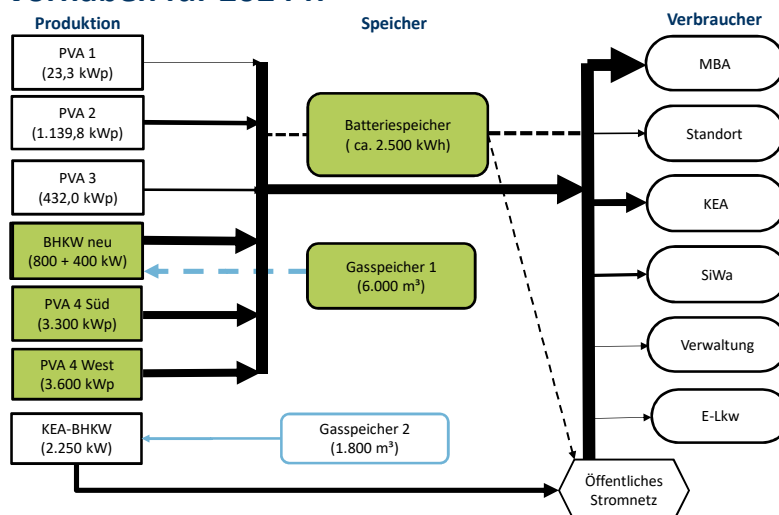 Produktion
Speicher
Verbraucher
PVA 1
(23,3 kWp)
PVA 2
(1.139,8 kWp)
PVA 3
(432,0 kWp)
BHKW neu
(800 + 400 kW)
PVA 4 Süd
(3.300 kWp)
PVA 4 West
(3.600 kWp
KEA-BHKW
(2.250 kW)
Batteriespeicher
( ca. 2.500 kWh)
Gasspeicher 1
(6.000 m³)
Gasspeicher 2
(1.800 m³)
MBA
Standort
KEA
SiWa
Verwaltung
E-Lkw
Öffentliches
Stromnetz